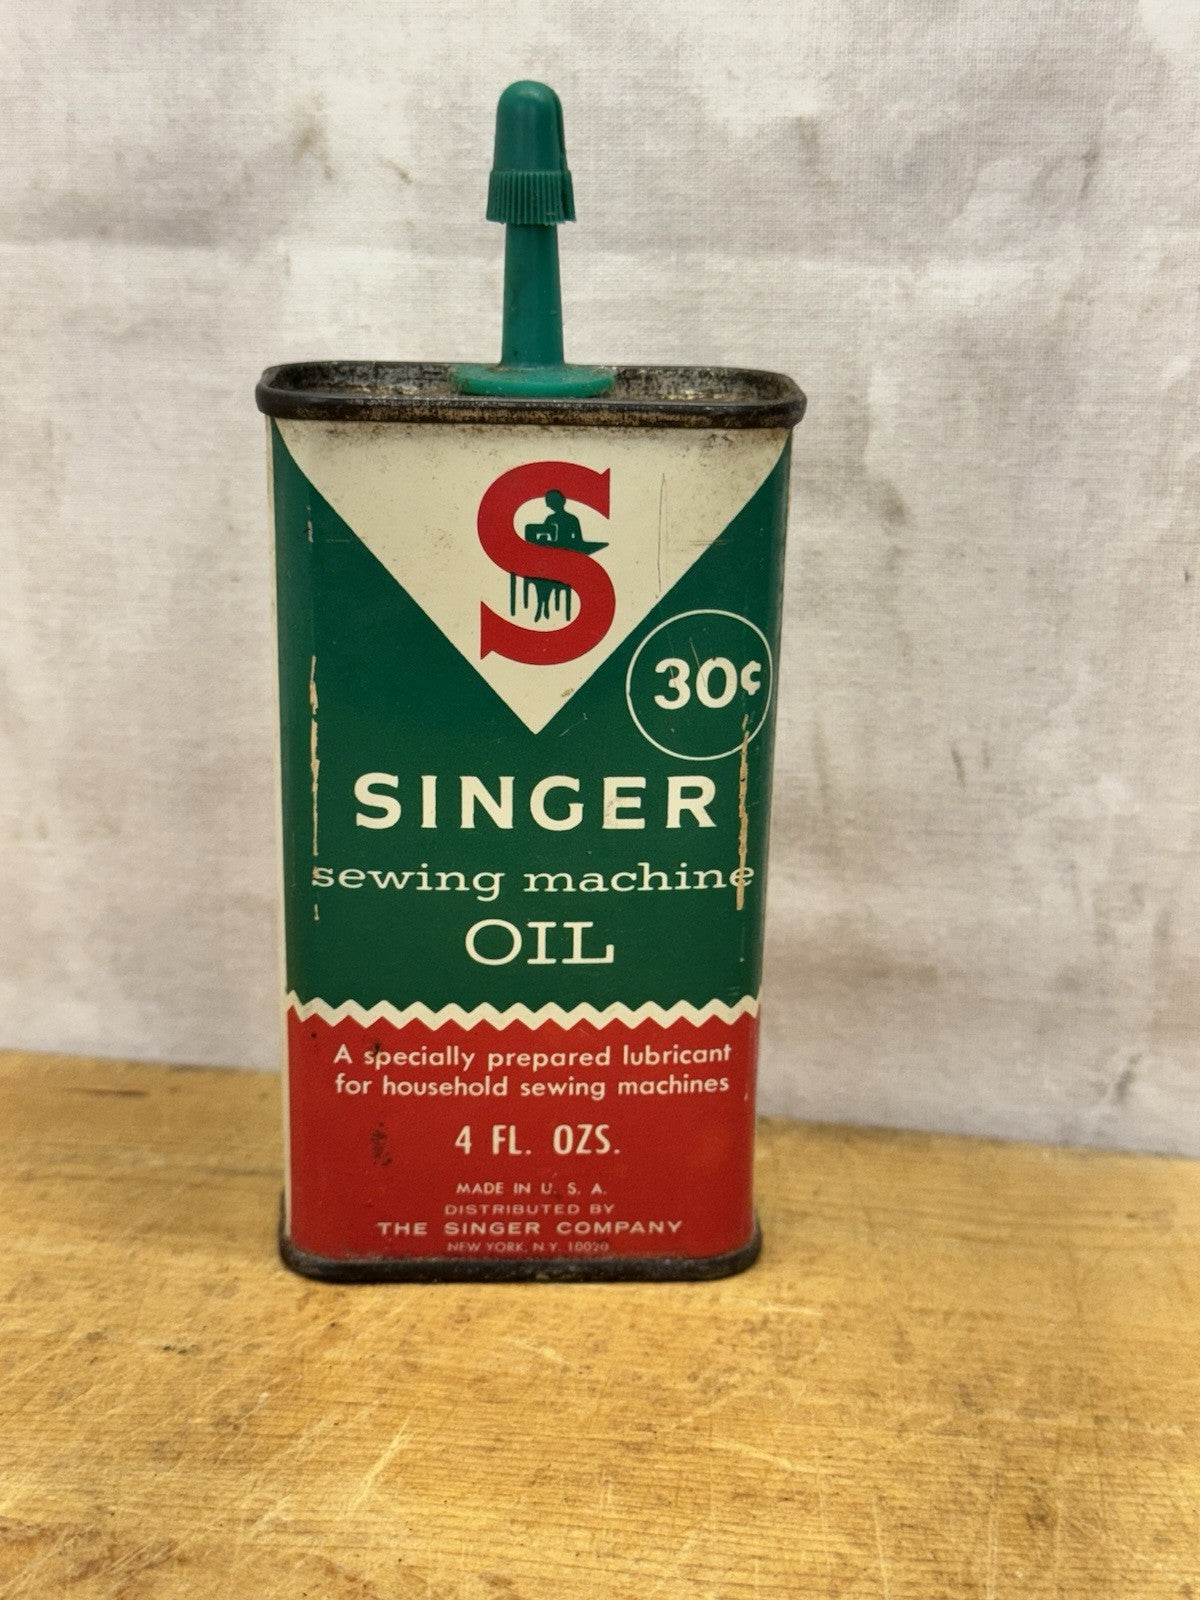 S
30¢
SINGER
sewing machine
OIL
A specially prepared lubricant
for household sewing machines
4 FL. OZS.
MADE IN U. S. A.
DISTRIBUTED BY
THE SINGER COMPANY
NEW YORK, N.Y. 10020